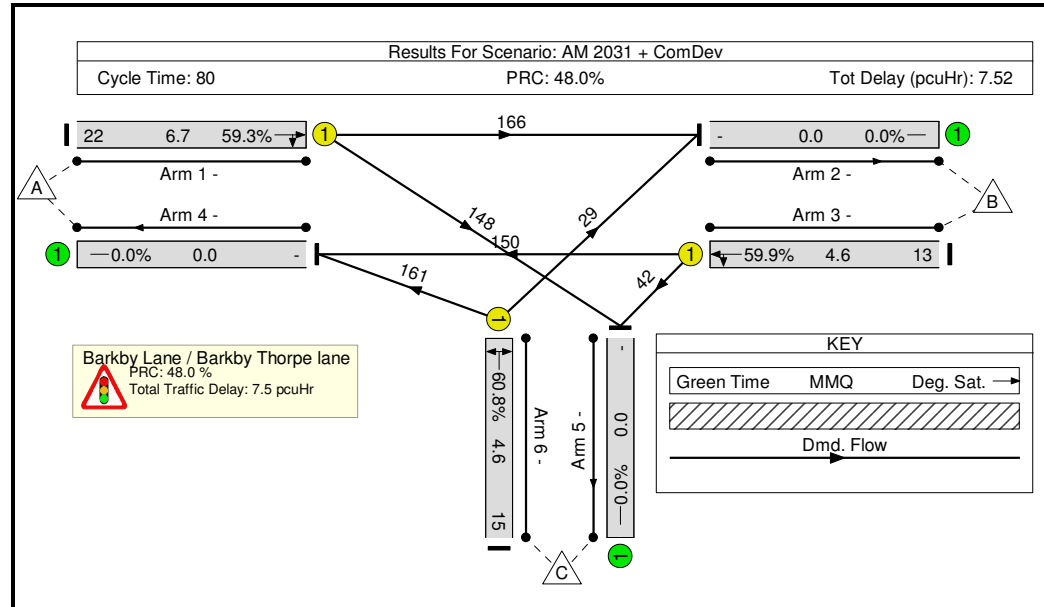 Results For Scenario: AM 2031 + ComDev
Cycle Time: 80 PRC: 48.0% Tot Delay (pcuHr): 7.52
22 6.7 59.3%
1
166
- 0.0 0.0%
1
Arm 1 -
Arm 2 -
A
B
Arm 4 -
148
29
Arm 3 -
1
0.0% 0.0 -
150
1
59.9% 4.6 13
161
42
1
60.8% 4.6 15
Arm 6 -
Arm 5 -
- 0.0 0.0%
1
C
Barkby Lane / Barkby Thorpe lane
PRC: 48.0 %
Total Traffic Delay: 7.5 pcuHr
KEY
Green Time MMQ Deg. Sat.
Dmd. Flow